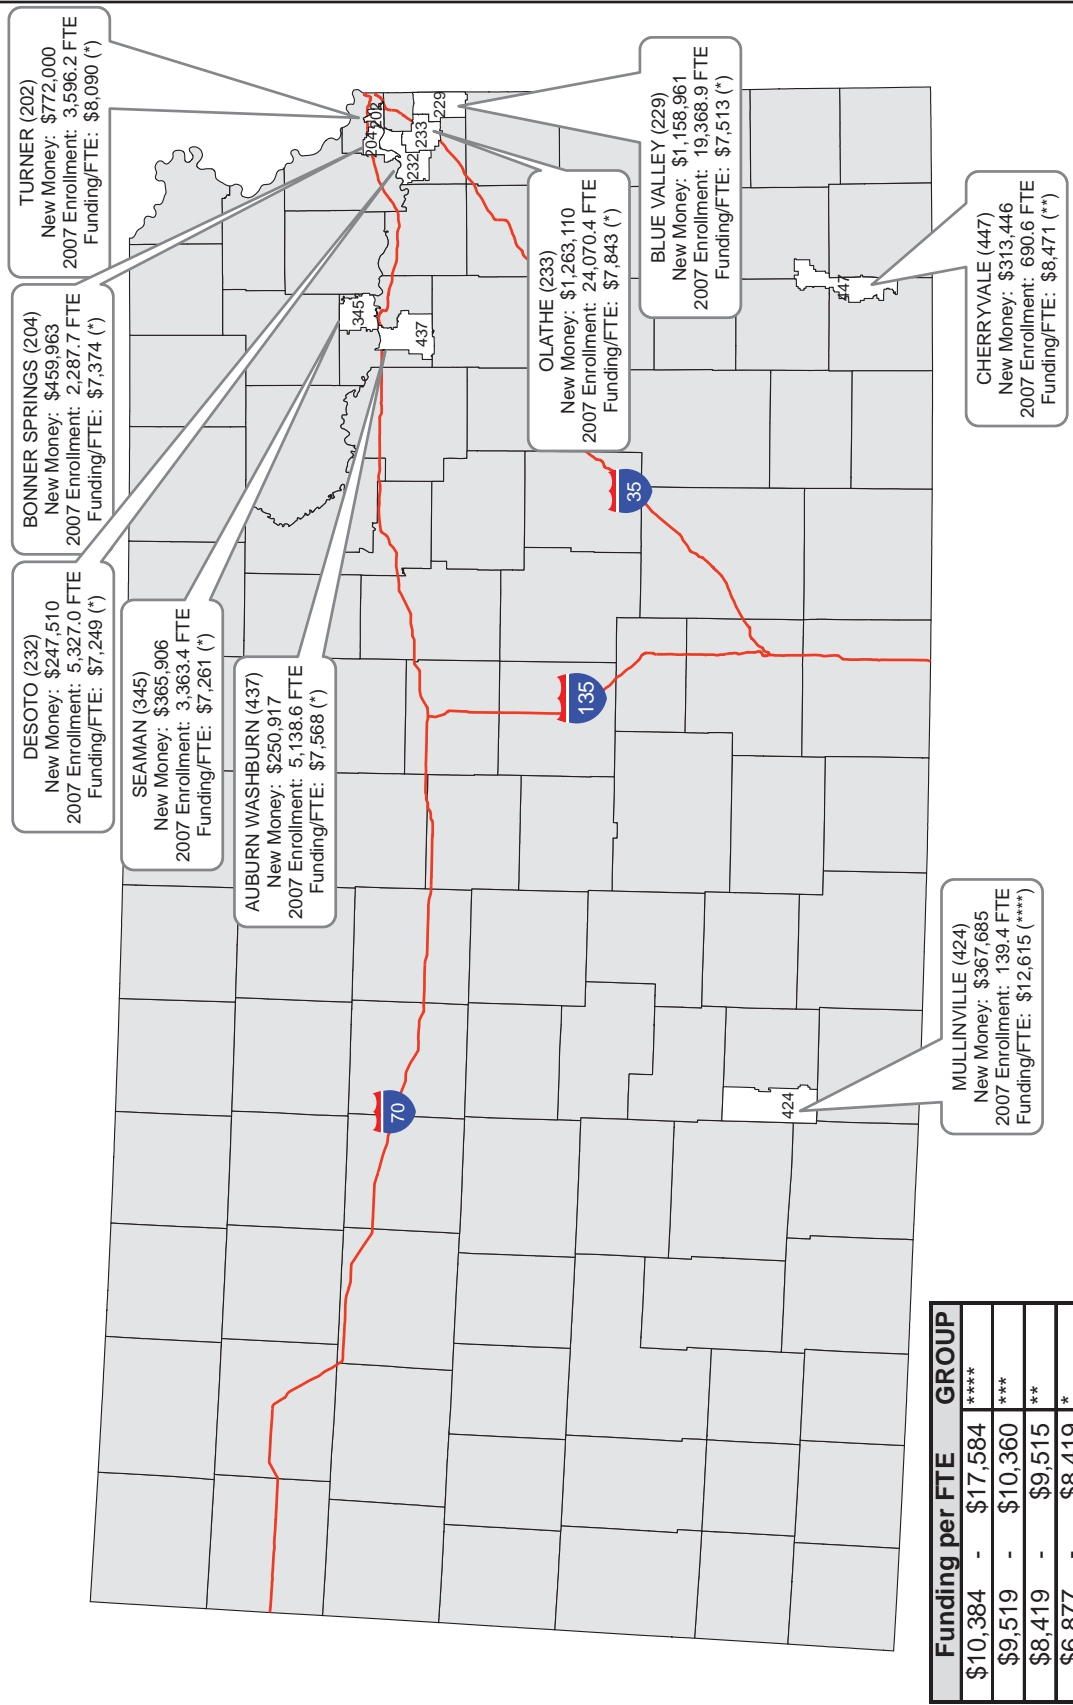 DESOTO (232)
New Money: $247,510
2007 Enrollment: 5,327.0 FTE
Funding/FTE: $7,249 (*)
BONNER SPRINGS (204)
New Money: $459,963
2007 Enrollment: 2,287.7 FTE
Funding/FTE: $7,374 (*)
TURNER (202)
New Money: $772,000
2007 Enrollment: 3,596.2 FTE
Funding/FTE: $8,090 (*)
SEAMAN (345)
New Money: $365,906
2007 Enrollment: 3,363.4 FTE
Funding/FTE: $7,261 (*)
AUBURN WASHBURN (437)
New Money: $250,917
2007 Enrollment: 5,138.6 FTE
Funding/FTE: $7,568 (*)
345
437
204
202
232
233
229
70
135
35
OLATHE (233)
New Money: $1,263,110
2007 Enrollment: 24,070.4 FTE
Funding/FTE: $7,843 (*)
BLUE VALLEY (229)
New Money: $1,158,961
2007 Enrollment: 19,368.9 FTE
Funding/FTE: $7,513 (*)
424
447
MULLINVILLE (424)
New Money: $367,685
2007 Enrollment: 139.4 FTE
Funding/FTE: $12,615 (****)
CHERRYVALE (447)
New Money: $313,446
2007 Enrollment: 690.6 FTE
Funding/FTE: $8,471 (**)
Funding per FTE GROUP
$10,384 - $17,584 ****
$9,519 - $10,360 ***
$8,419 - $9,515 **
$6,877 - $8,419 *